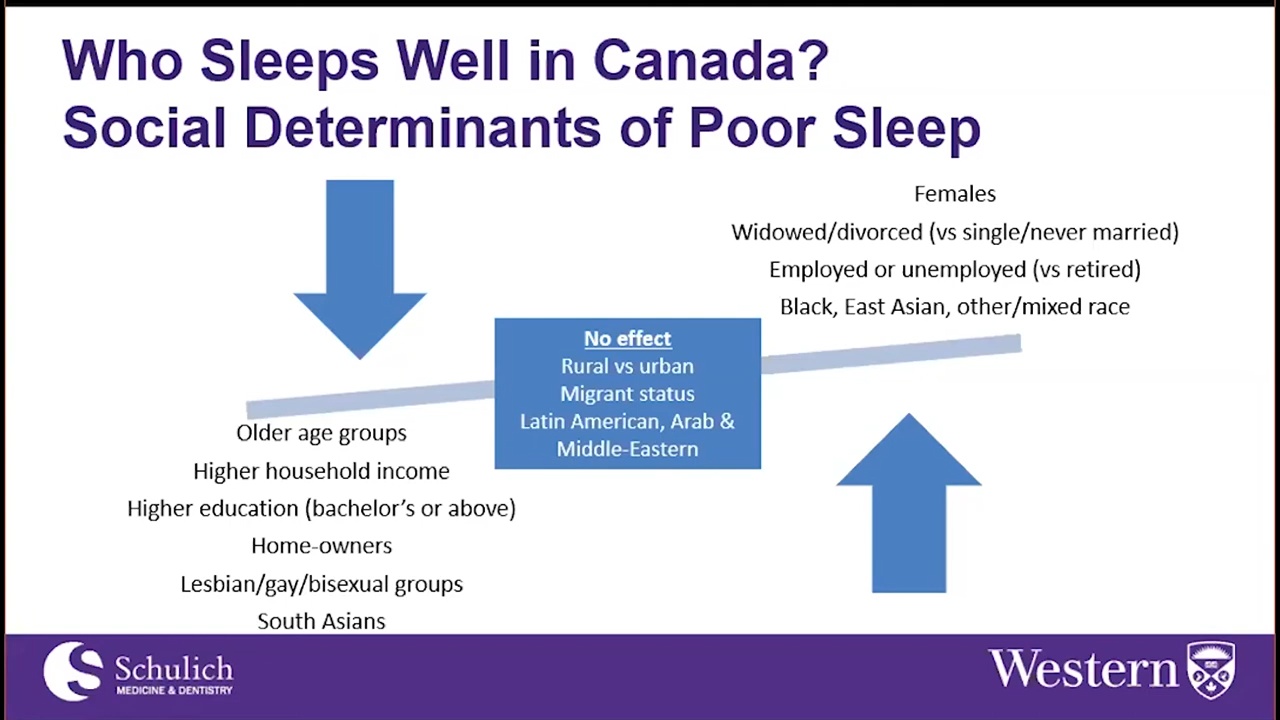 Who Sleeps Well in Canada?
Social Determinants of Poor Sleep
Females
Widowed/divorced (vs single/never married)
Employed or unemployed (vs retired)
Black, East Asian, other/mixed race
No effect
Rural vs urban
Migrant status
Latin American, Arab &
Middle-Eastern
Older age groups
Higher household income
Higher education (bachelor's or above)
Home-owners
Lesbian/gay/bisexual groups
South Asians
Schulich
MEDICINE & DENTISTRY
Western